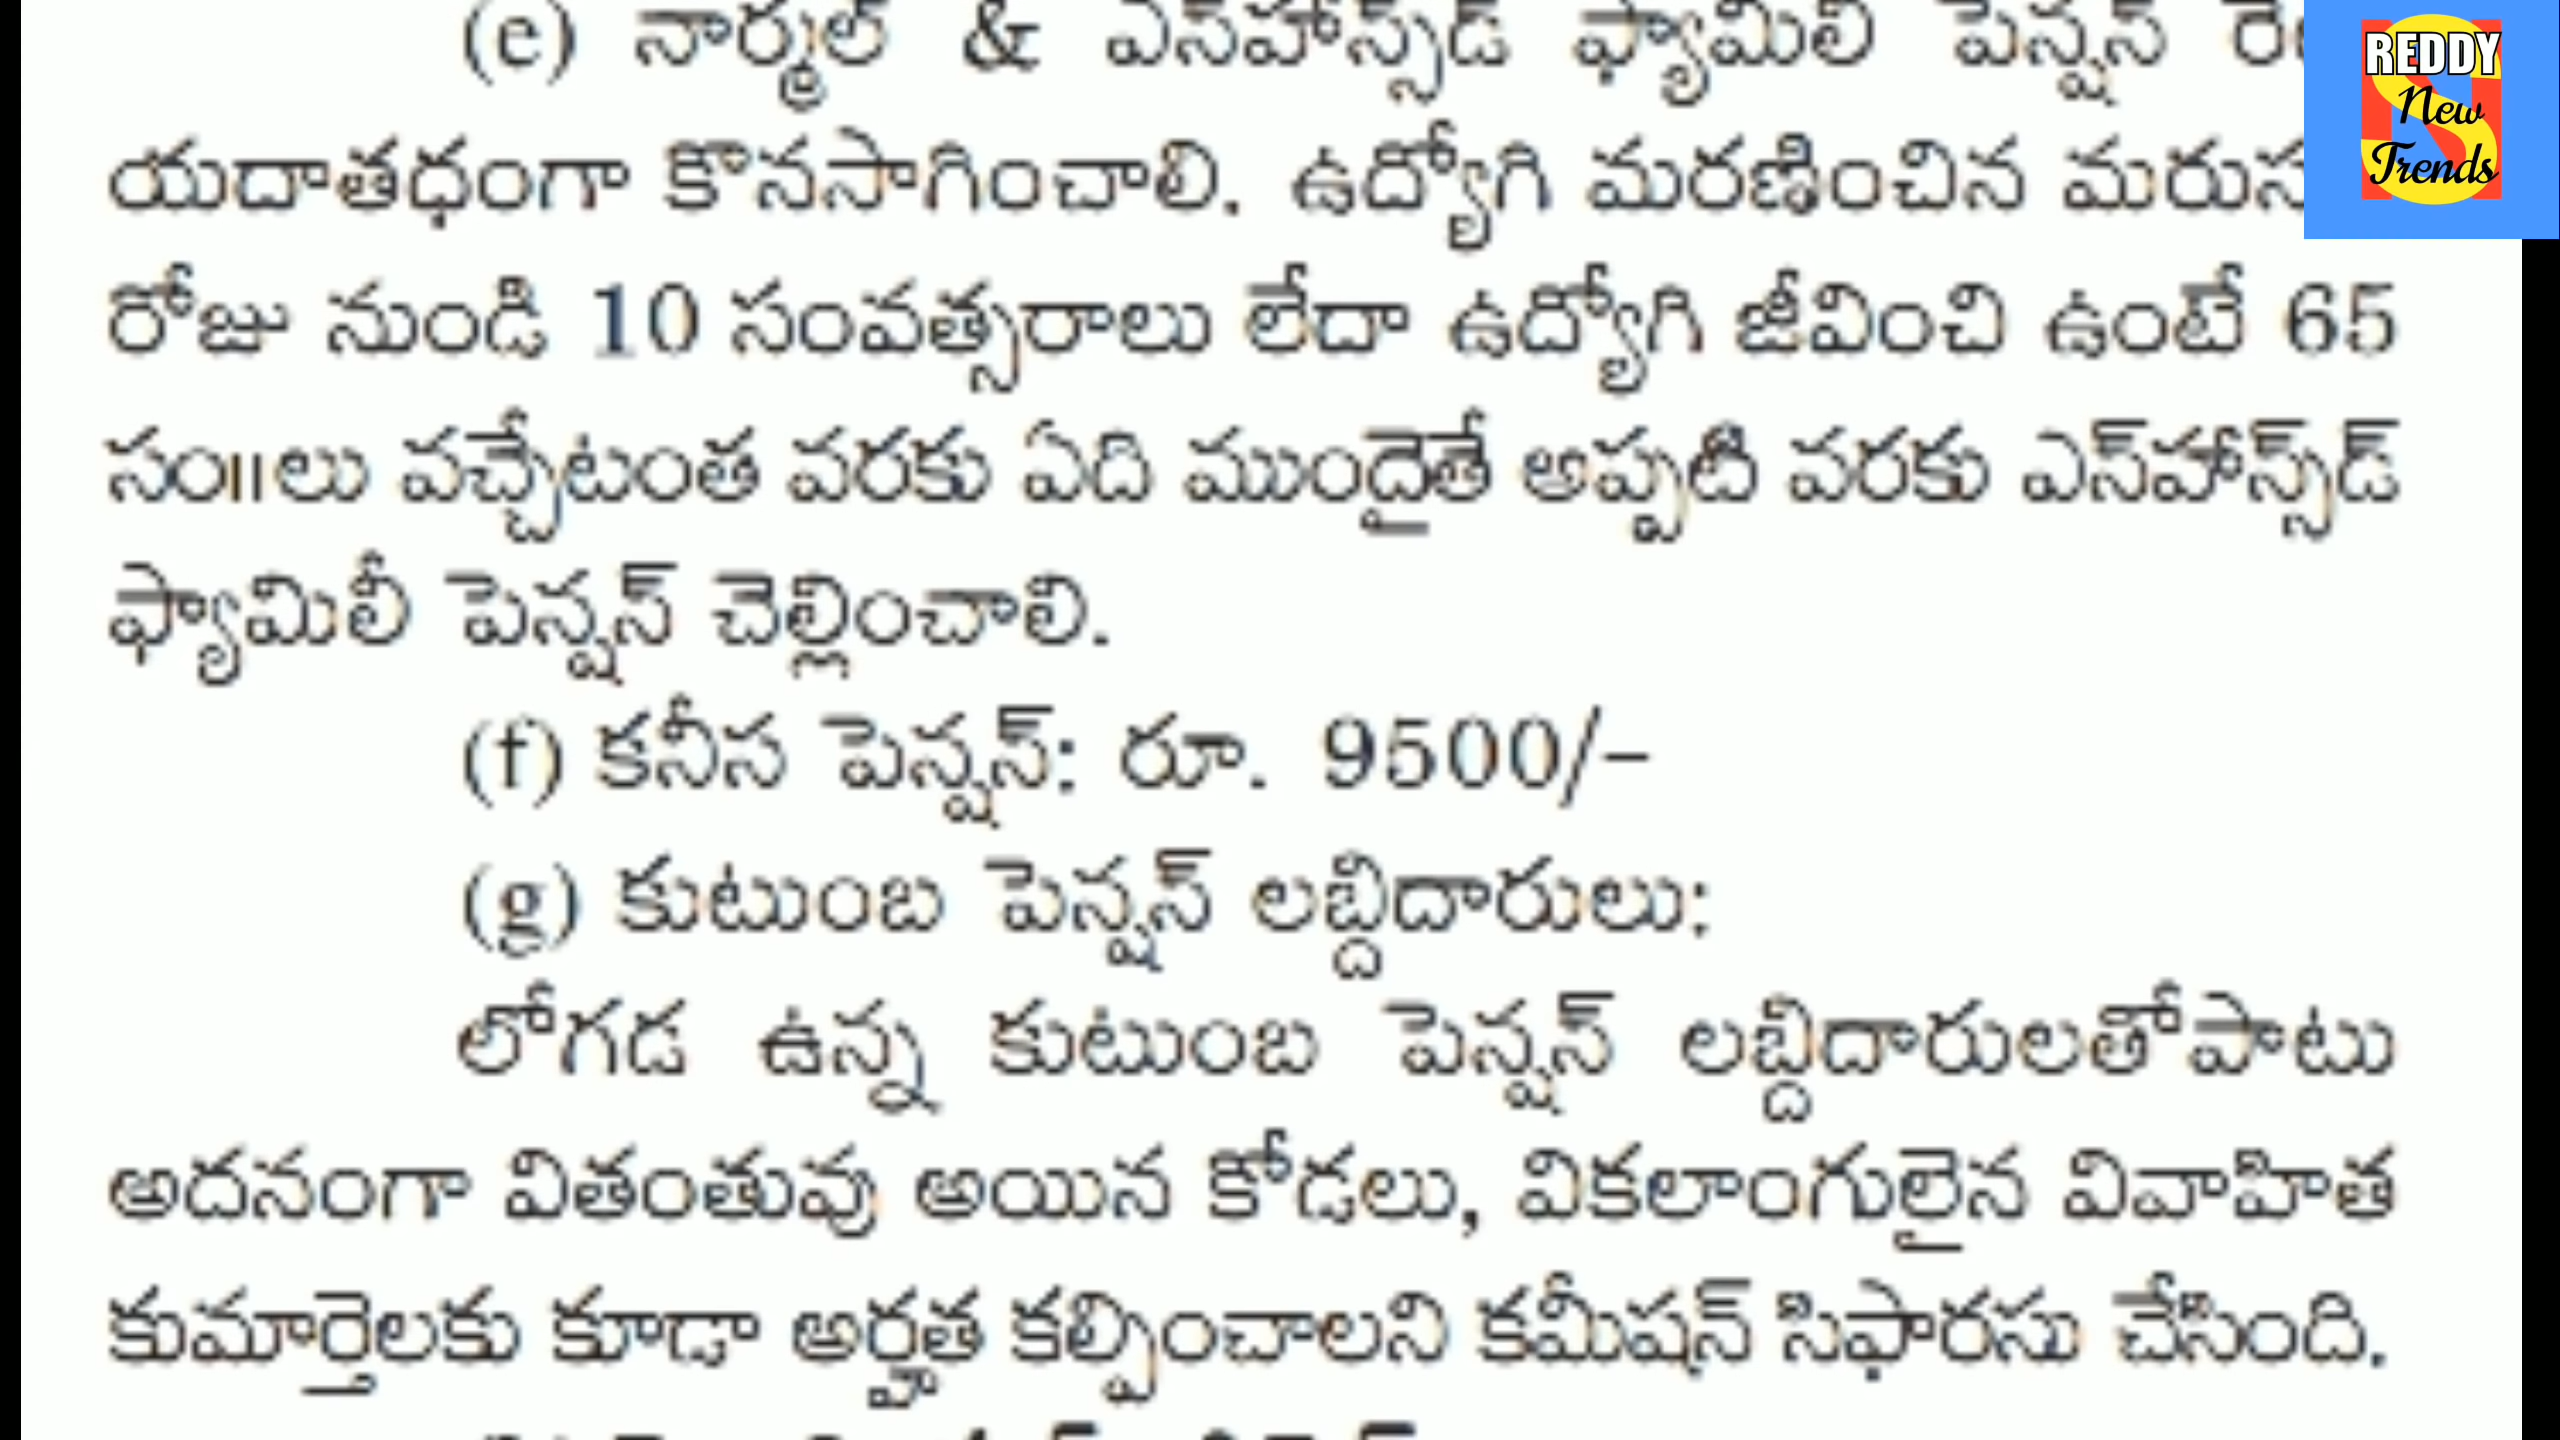 (e) నార్మల్ & ఎన్‌హాన్స్‌డ్ ఫ్యామిలీ పెన్షన్
REDDY
New
Trends
యదాతధంగా కొనసాగించాలి. ఉద్యోగి మరణించిన
రోజు నుండి 10 సంవత్సరాలు లేదా ఉద్యోగి జీవించి ఉంటే 65
సం॥లు వచ్చేటంత వరకు ఏది ముందైతే అప్పటి వరకు ఎన్‌హాన్స్‌డ్
ఫ్యామిలీ పెన్షన్ చెల్లించాలి.
(f) కనీస పెన్షన్: రూ. 9500/–
(g) కుటుంబ పెన్షన్ లబ్దిదారులు:
లోగడ ఉన్న కుటుంబ పెన్షన్ లబ్దిదారులతోపాటు
అదనంగా వితంతువు అయిన కోడలు, వికలాంగులైన వివాహిత
కుమార్తెలకు కూడా అర్హత కల్పించాలని కమీషన్ సిఫారసు చేసింది.